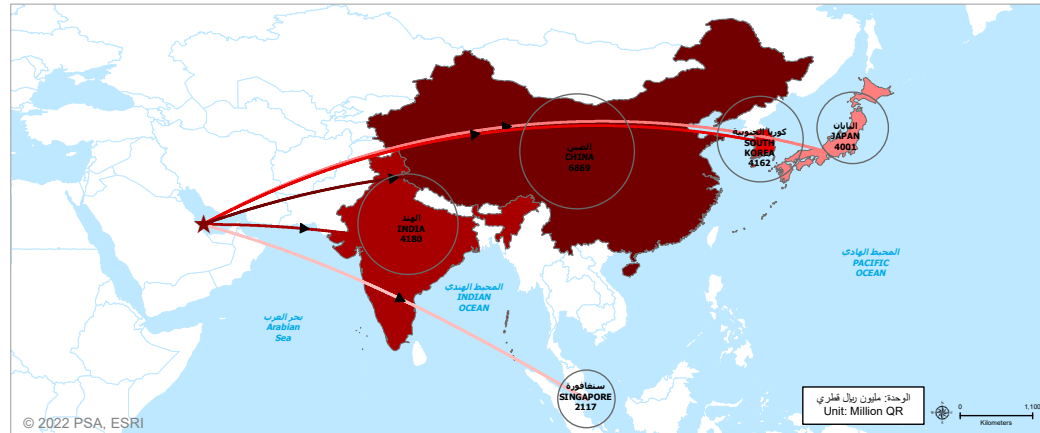 الصين
CHINA
6069
كوريا الجنوبية
SOUTH
KOREA
4162
اليابان
JAPAN
4001
الهند
INDIA
4180
المحيط الهادي
PACIFIC
OCEAN
المحيط الهندي
INDIAN
OCEAN
بحر العرب
Arabian
Sea
سنغافورة
SINGAPORE
2117
الوحدة: مليون ريال قطري
Unit: Million QR
0
1,100
Kilometers
© 2022 PSA, ESRI